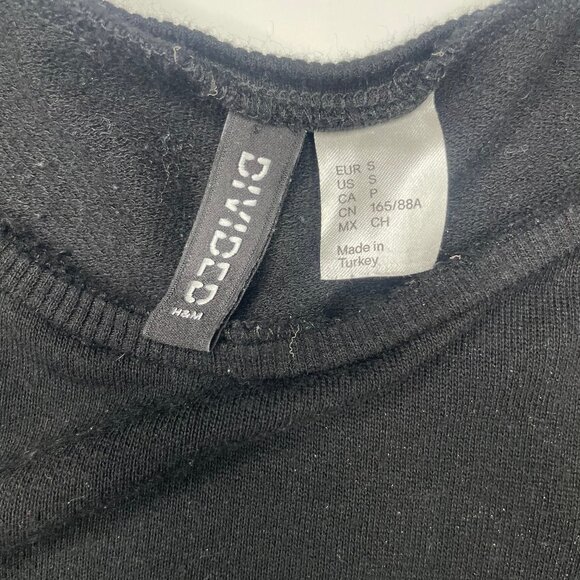 DIVIDED
H&M
EUR S
US S
CA P
CN 165/88A
MX CH
Made in
Turkey